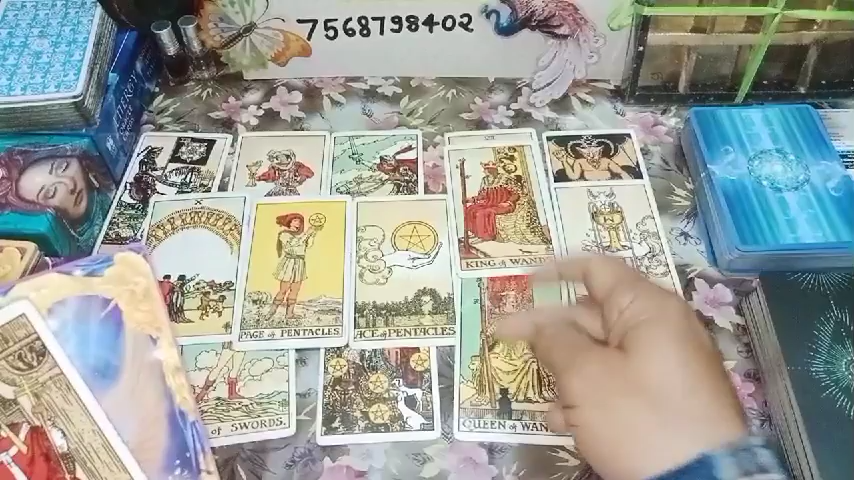 7568798402
X
KING of WANDS
PAGE of PENTACLES
ACE of PENTACLES
of SWORDS.
QUEEN of WANDS